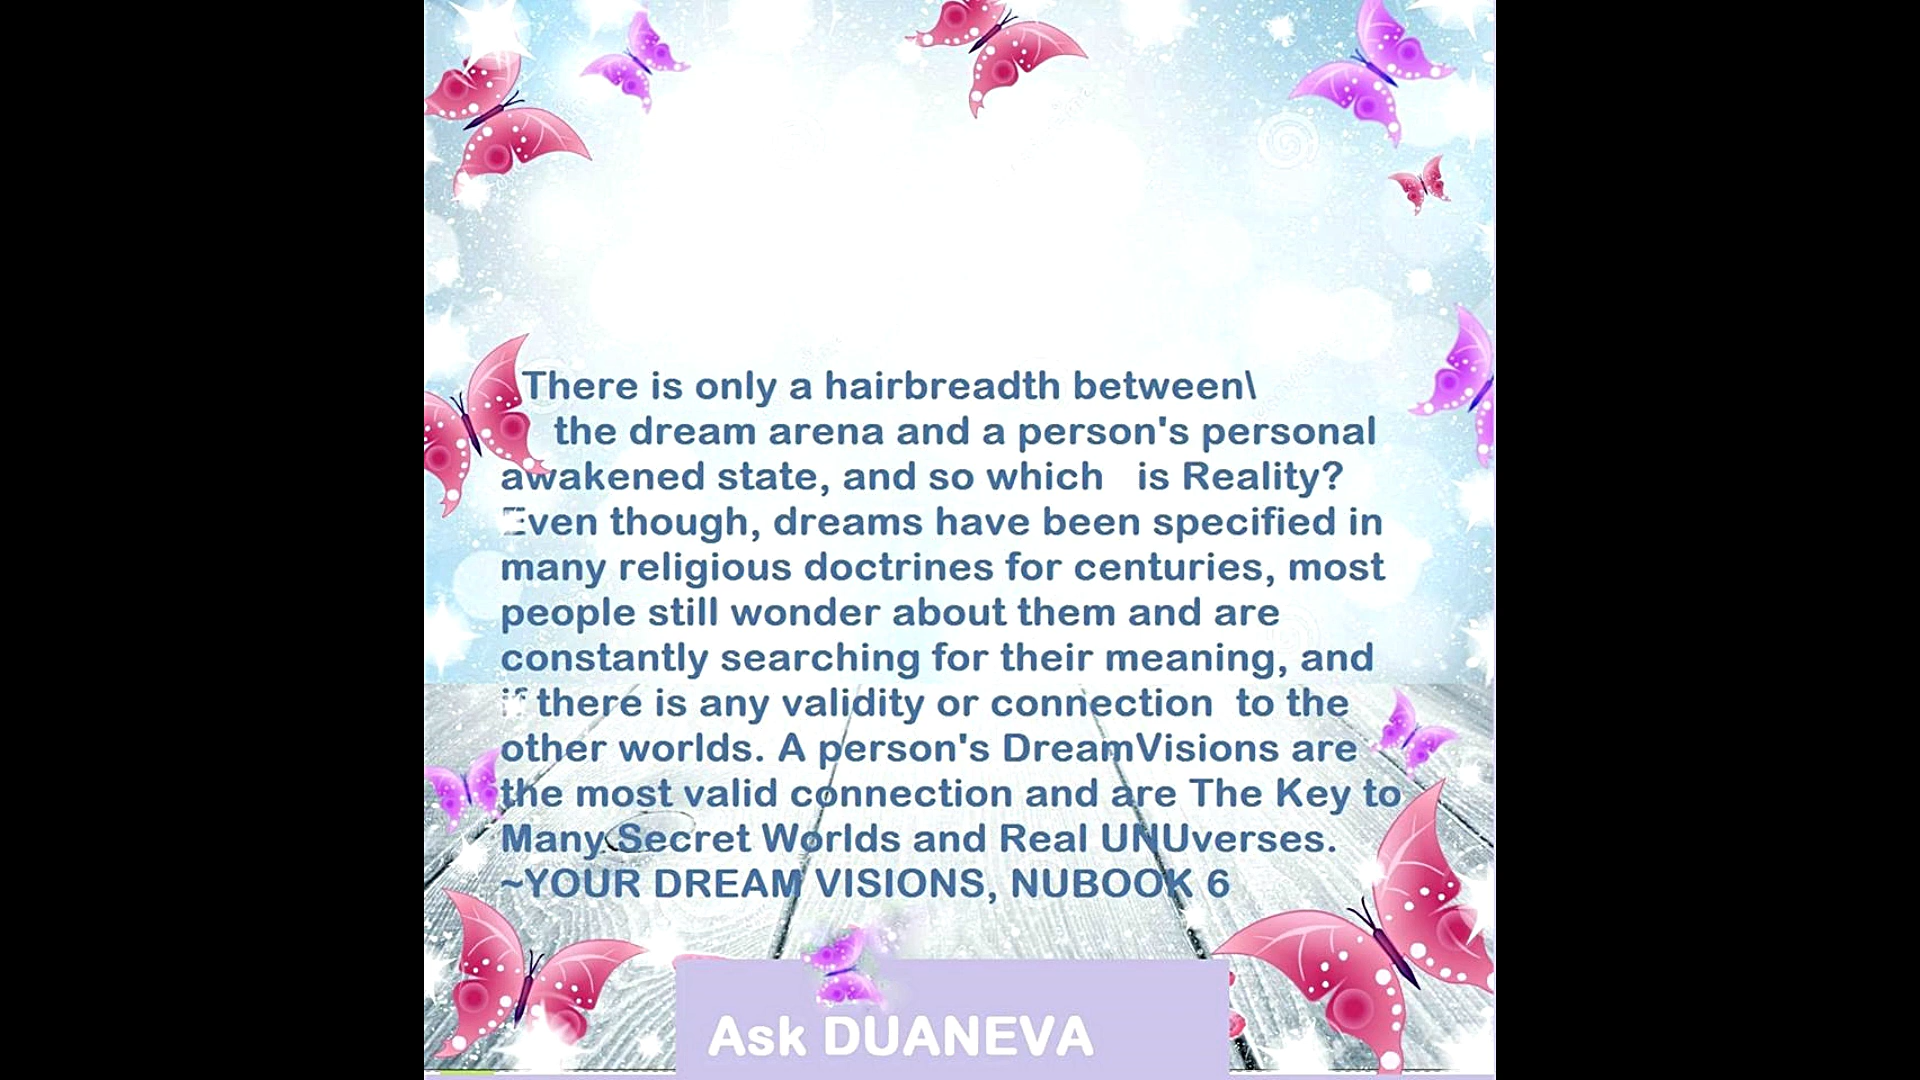 There is only a hairbreadth between\
the dream arena and a person's personal
awakened state, and so which is Reality?
Even though, dreams have been specified in
many religious doctrines for centuries, most
people still wonder about them and are
constantly searching for their meaning, and
if there is any validity or connection to the
other worlds. A person's DreamVisions are
the most valid connection and are The Key to
Many Secret Worlds and Real UNUverses.
~YOUR DREAM VISIONS, NUBOOK 6
Ask DUANEVA